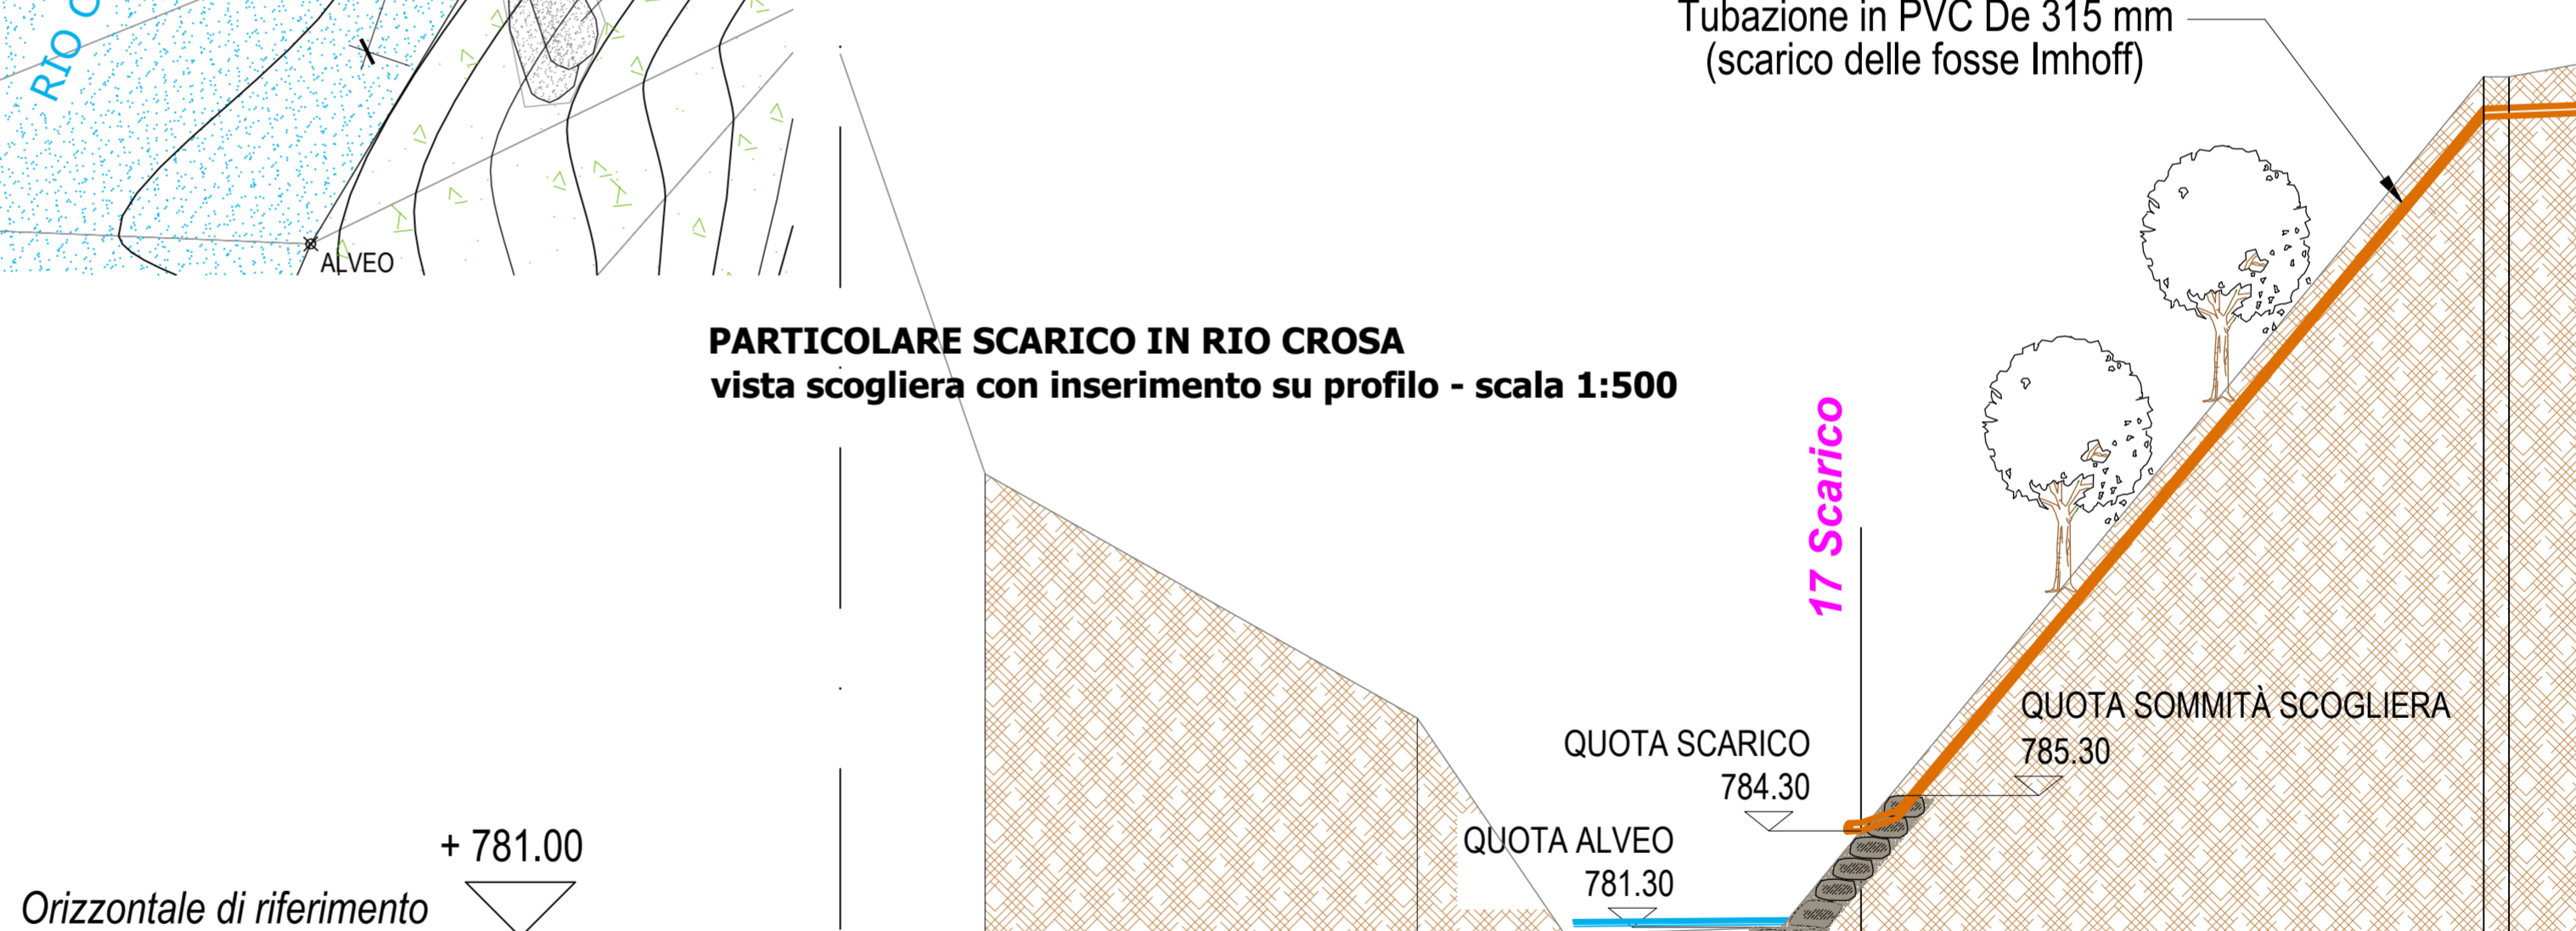 RIO C
ALVEO
Tubazione in PVC De 315 mm
(scarico delle fosse Imhoff)
PARTICOLARE SCARICO IN RIO CROSA
vista scogliera con inserimento su profilo - scala 1:500
17 Scarico
QUOTA SOMMITÀ SCOGLIERA
785.30
QUOTA SCARICO
784.30
QUOTA ALVEO
781.30
+ 781.00
Orizzontale di riferimento